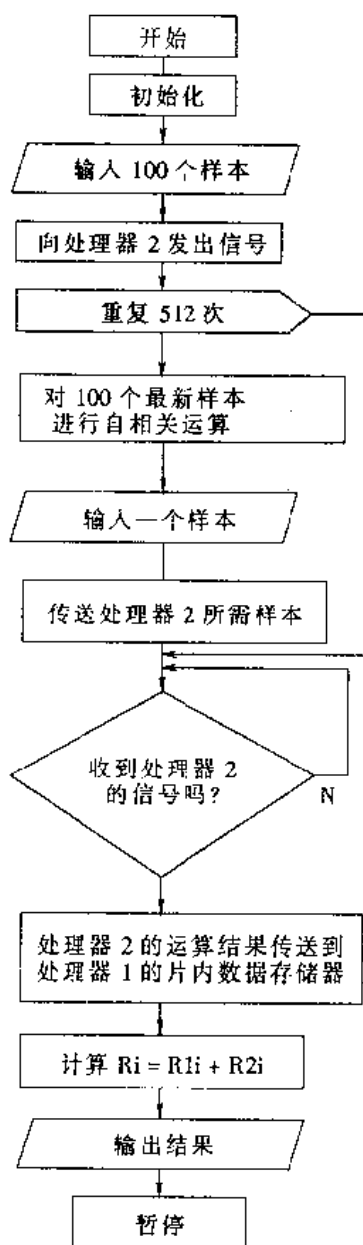 开始
初始化
输入 100 个样本
向处理器 2 发出信号
重复 512 次
对 100 个最新样本
进行自相关运算
输入一个样本
传送处理器 2 所需样本
收到处理器 2
的信号吗?
N
处理器 2 的运算结果传送到
处理器 1 的片内数据存储器
计算 Ri = R1i + R2i
输出结果
暂停